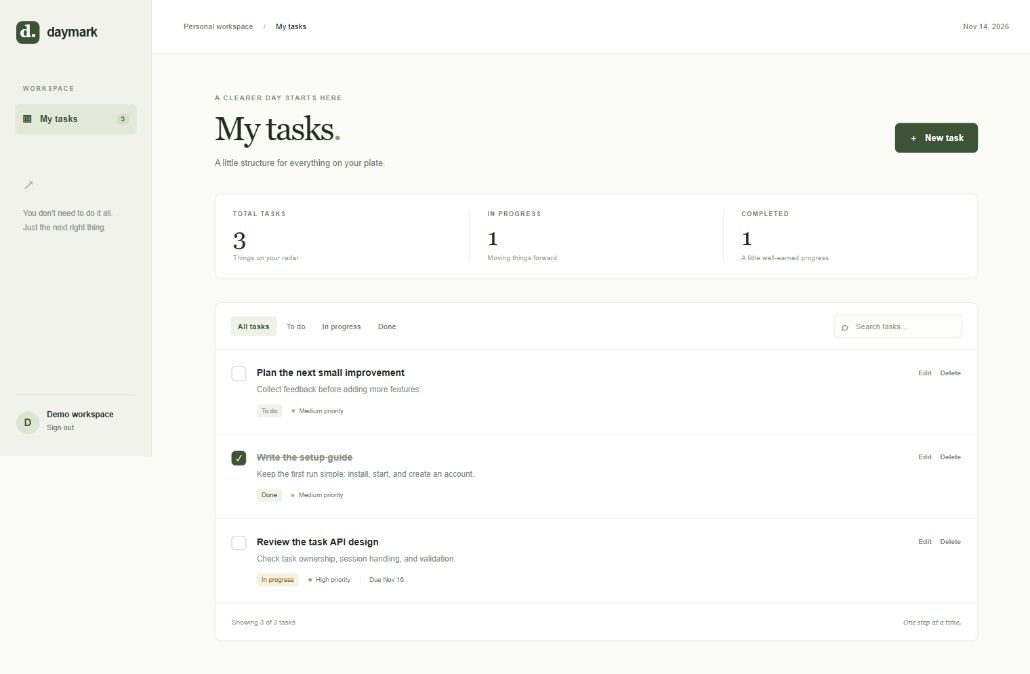 d. daymark
WORKSPACE
My tasks 3
You don't need to do it all.
Just the next right thing.
D
Demo workspace
Sign out
Personal workspace / My tasks
Nov 14, 2026
A CLEARER DAY STARTS HERE
My tasks.
A little structure for everything on your plate.
+ New task
TOTAL TASKS
3
Things on your radar
IN PROGRESS
1
Moving things forward
COMPLETED
1
A little well-earned progress
All tasks To do In progress Done
Search tasks...
Plan the next small improvement
Edit Delete
Collect feedback before adding more features.
To do Medium priority
Write the setup guide
Edit Delete
Keep the first run simple: install, start, and create an account.
Done Medium priority
Review the task API design
Edit Delete
Check task ownership, session handling, and validation.
In progress High priority Due Nov 16
Showing 3 of 3 tasks
One step at a time.